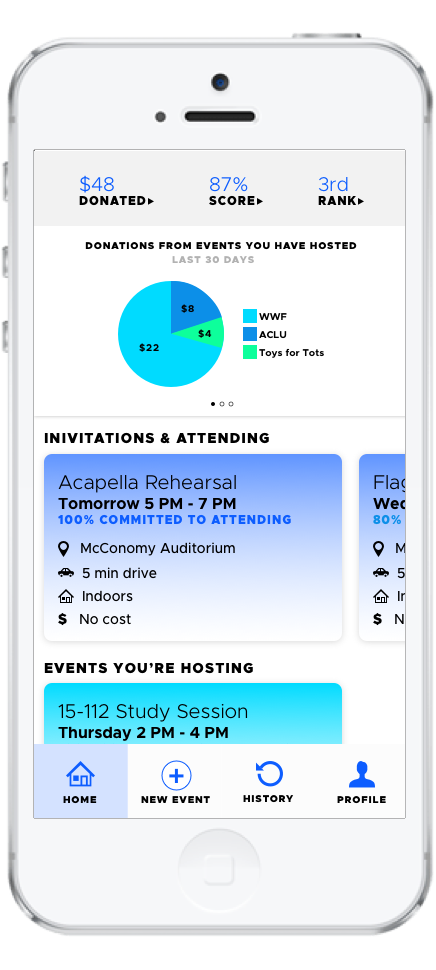 $48 87% 3rd
DONATED▸ SCORE▸ RANK▸
DONATIONS FROM EVENTS YOU HAVE HOSTED
LAST 30 DAYS
$8
$4
$22
WWF
ACLU
Toys for Tots
INIVITATIONS & ATTENDING
Acapella Rehearsal
Tomorrow 5 PM - 7 PM
100% COMMITTED TO ATTENDING
McConomy Auditorium
5 min drive
Indoors
$ No cost
80%
5
$ N
EVENTS YOU’RE HOSTING
15-112 Study Session
Thursday 2 PM - 4 PM
HOME NEW EVENT HISTORY PROFILE